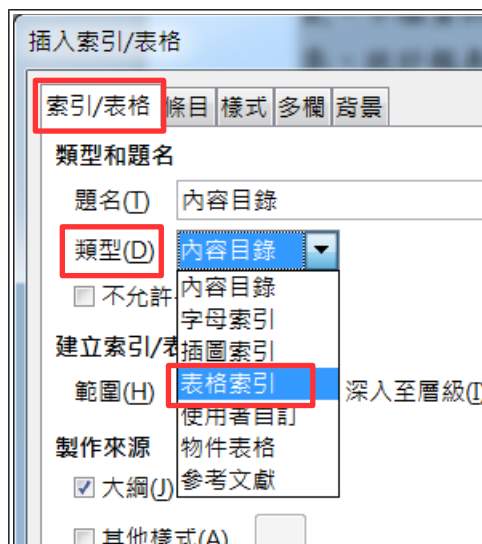 插入索引/表格
索引/表格 條目 樣式 多欄 背景
類型和題名
題名(T) 內容目錄
類型(D) 內容目錄
不允許 內容目錄
字母索引
建立索引/表 插圖索引
範圍(H) 表格索引 深入至層級(I)
使用者自訂
製作來源 物件表格
大綱(J) 參考文獻
其他樣式(A)